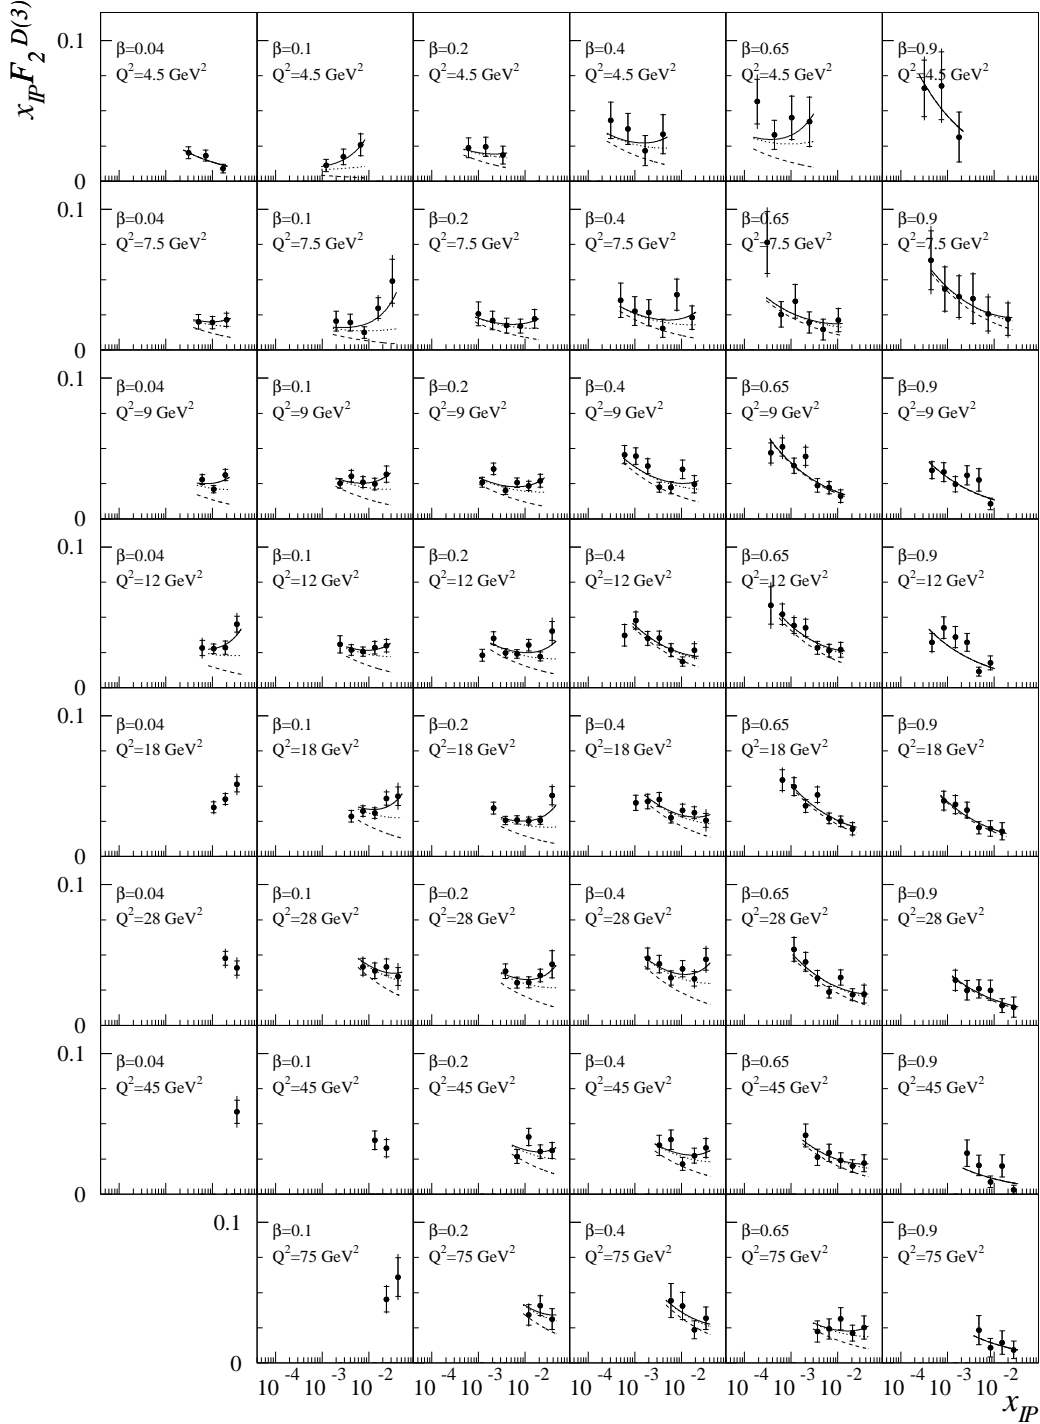 x_IP F_2^D(3)
0.1
β=0.04 β=0.1 β=0.2 β=0.4 β=0.65 β=0.9
Q²=4.5 GeV² Q²=4.5 GeV² Q²=4.5 GeV² Q²=4.5 GeV² Q²=4.5 GeV² Q²=4.5 GeV²
0
0.1
β=0.04 β=0.1 β=0.2 β=0.4 β=0.65 β=0.9
Q²=7.5 GeV² Q²=7.5 GeV² Q²=7.5 GeV² Q²=7.5 GeV² Q²=7.5 GeV² Q²=7.5 GeV²
0
0.1
β=0.04 β=0.1 β=0.2 β=0.4 β=0.65 β=0.9
Q²=9 GeV² Q²=9 GeV² Q²=9 GeV² Q²=9 GeV² Q²=9 GeV² Q²=9 GeV²
0
0.1
β=0.04 β=0.1 β=0.2 β=0.4 β=0.65 β=0.9
Q²=12 GeV² Q²=12 GeV² Q²=12 GeV² Q²=12 GeV² Q²=12 GeV² Q²=12 GeV²
0
0.1
β=0.04 β=0.1 β=0.2 β=0.4 β=0.65 β=0.9
Q²=18 GeV² Q²=18 GeV² Q²=18 GeV² Q²=18 GeV² Q²=18 GeV² Q²=18 GeV²
0
0.1
β=0.04 β=0.1 β=0.2 β=0.4 β=0.65 β=0.9
Q²=28 GeV² Q²=28 GeV² Q²=28 GeV² Q²=28 GeV² Q²=28 GeV² Q²=28 GeV²
0
0.1
β=0.04 β=0.1 β=0.2 β=0.4 β=0.65 β=0.9
Q²=45 GeV² Q²=45 GeV² Q²=45 GeV² Q²=45 GeV² Q²=45 GeV² Q²=45 GeV²
0
0.1
β=0.1 β=0.2 β=0.4 β=0.65 β=0.9
Q²=75 GeV² Q²=75 GeV² Q²=75 GeV² Q²=75 GeV² Q²=75 GeV²
0
10⁻⁴ 10⁻³ 10⁻² 10⁻⁴ 10⁻³ 10⁻² 10⁻⁴ 10⁻³ 10⁻² 10⁻⁴ 10⁻³ 10⁻² 10⁻⁴ 10⁻³ 10⁻²
x_IP